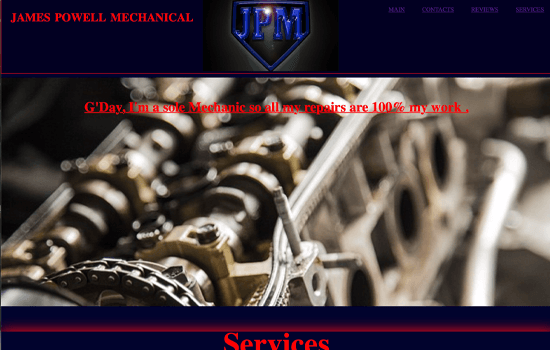 JAMES POWELL MECHANICAL
JPM
MAIN CONTACTS REVIEWS SERVICES
G'Day, I'm a sole Mechanic so all my repairs are 100% my work .
Services